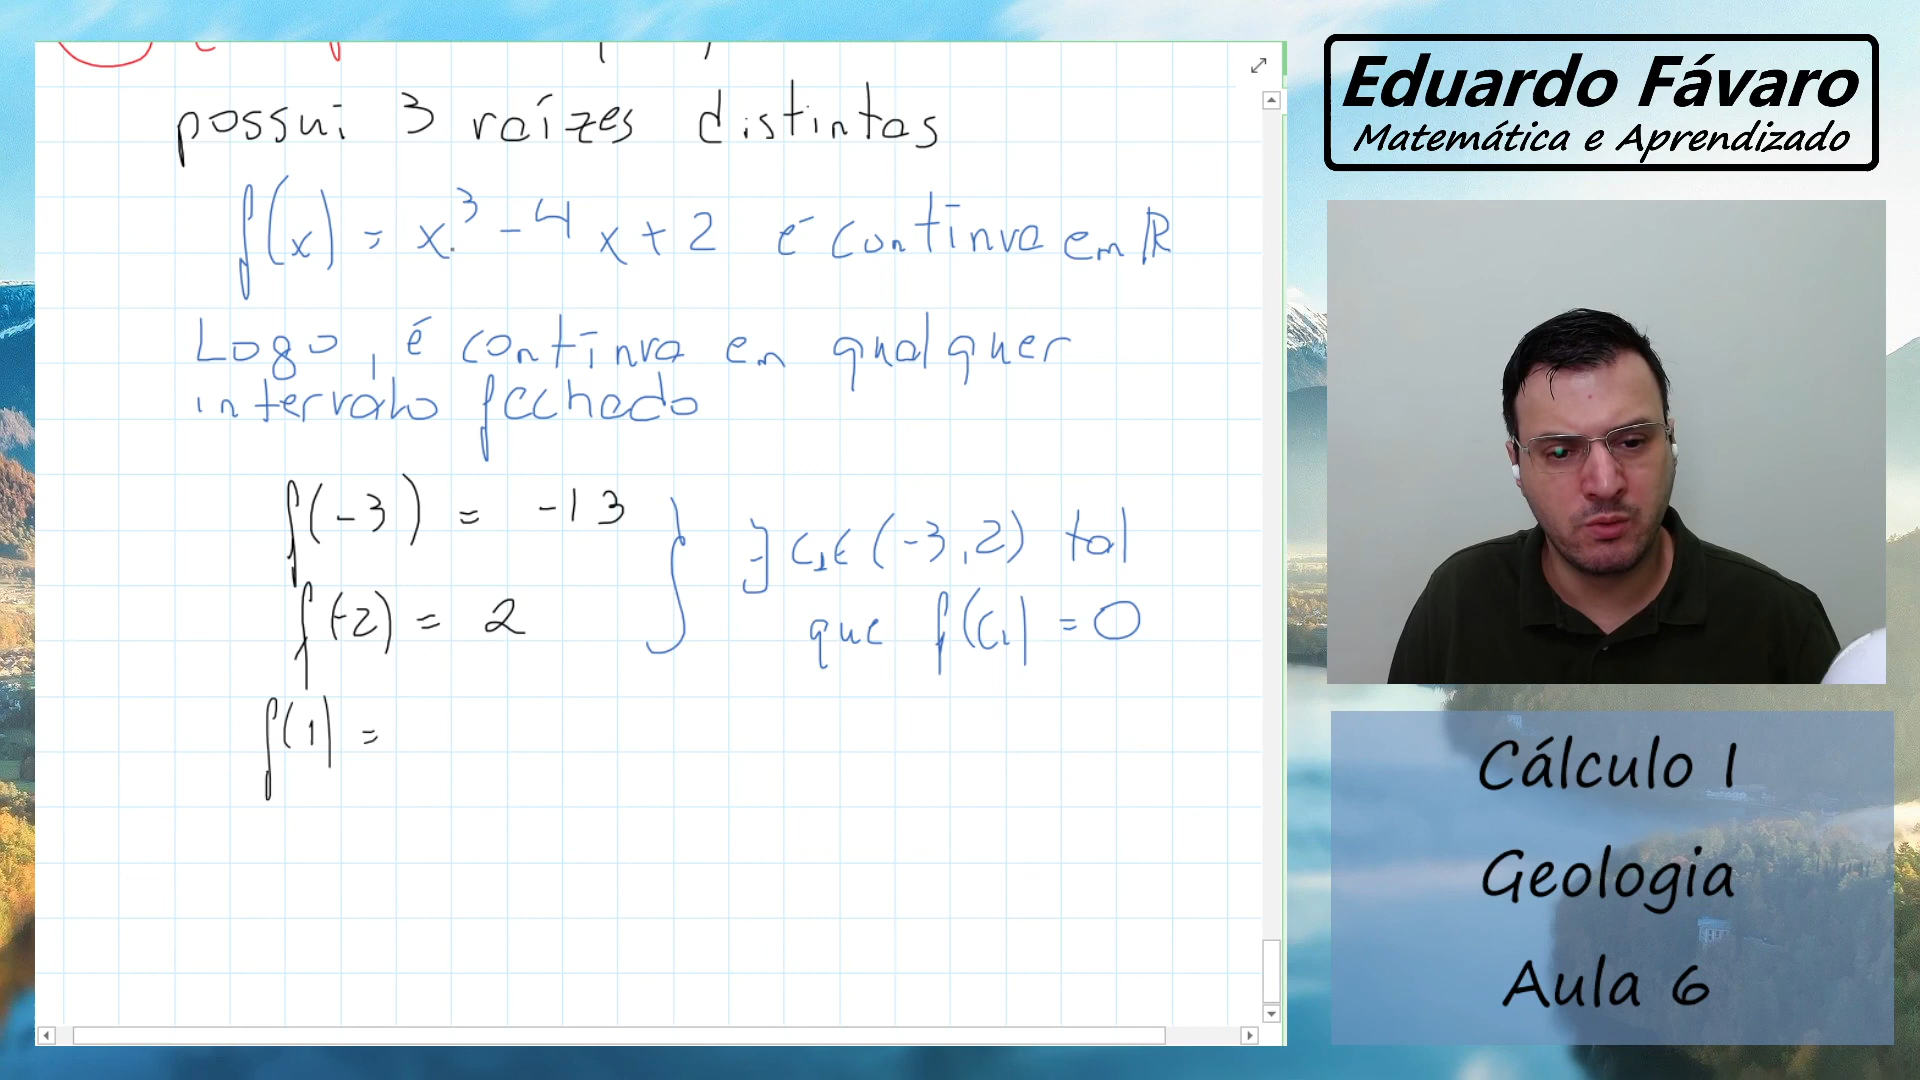 possui 3 raízes distintas
f(x) = x³ - 4x + 2 é contínua em ℝ
Logo, é contínua em qualquer
intervalo fechado
f(-3) = -13
f(-2) = 2
∃ c₁ ∈ (-3, 2) tal
que f(c₁) = 0
f(1) =
Eduardo Fávaro
Matemática e Aprendizado
Cálculo I
Geologia
Aula 6